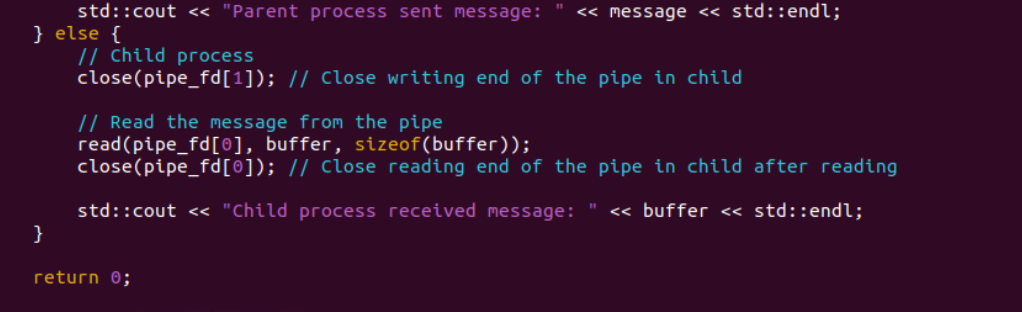 std::cout << "Parent process sent message: " << message << std::endl;
} else {
// Child process
close(pipe_fd[1]); // Close writing end of the pipe in child
// Read the message from the pipe
read(pipe_fd[0], buffer, sizeof(buffer));
close(pipe_fd[0]); // Close reading end of the pipe in child after reading
std::cout << "Child process received message: " << buffer << std::endl;
}
return 0;